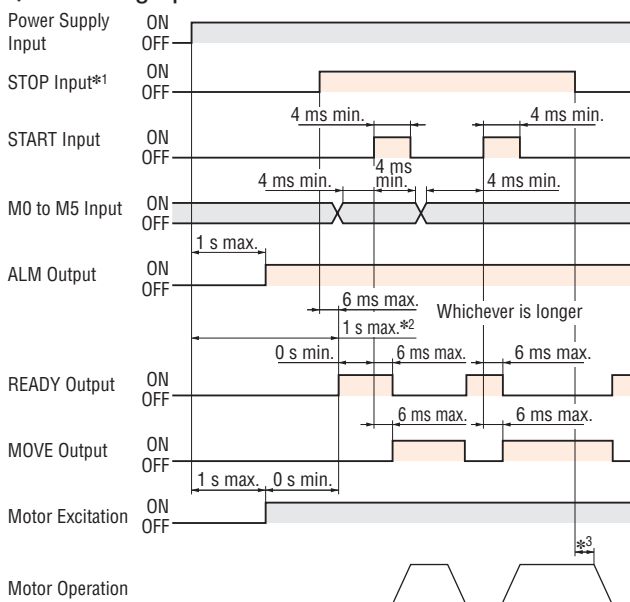 Power Supply Input ON
OFF
STOP Input*1 ON
OFF
4 ms min. 4 ms min.
START Input ON
OFF
4 ms min. 4 ms min. 4 ms min.
M0 to M5 Input ON
OFF
1 s max.
ALM Output ON
OFF
6 ms max. Whichever is longer
1 s max.*2
0 s min. 6 ms max. 6 ms max.
READY Output ON
OFF
6 ms max. 6 ms max.
MOVE Output ON
OFF
1 s max. 0 s min.
Motor Excitation ON
OFF
*3
Motor Operation